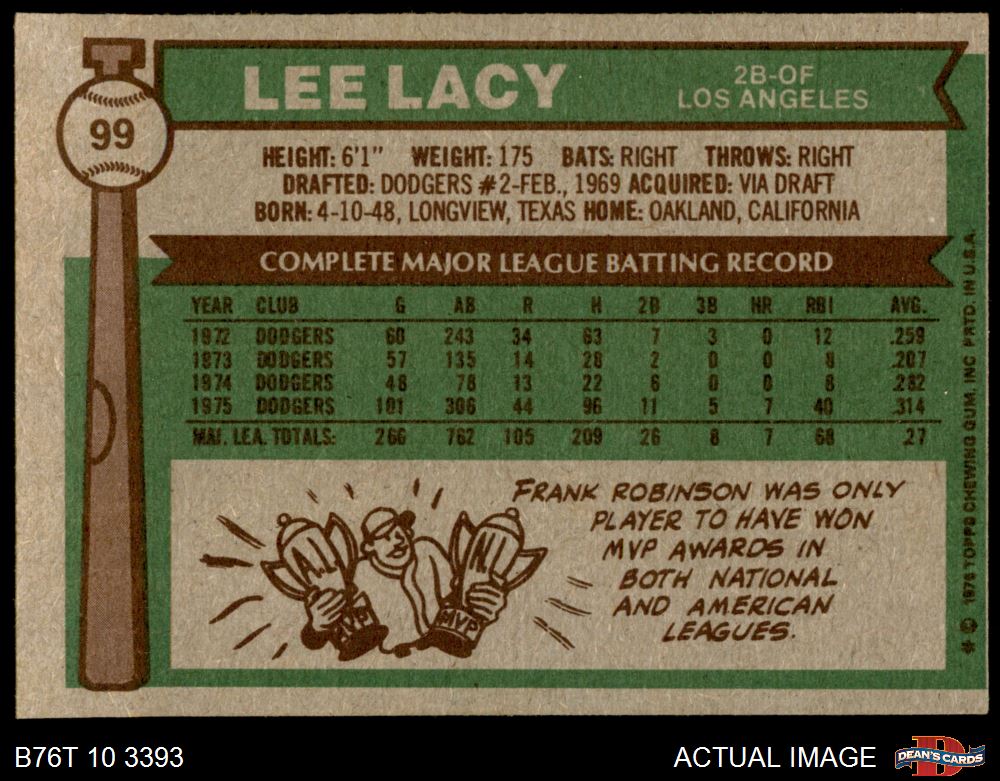 LEE LACY
2B-OF
LOS ANGELES
99
HEIGHT: 6'1" WEIGHT: 175 BATS: RIGHT THROWS: RIGHT
DRAFTED: DODGERS #2-FEB., 1969 ACQUIRED: VIA DRAFT
BORN: 4-10-48, LONGVIEW, TEXAS HOME: OAKLAND, CALIFORNIA
COMPLETE MAJOR LEAGUE BATTING RECORD
YEAR CLUB G AB R H 2B 3B HR RBI AVG.
1972 DODGERS 60 243 34 63 7 3 0 12 .259
1973 DODGERS 57 135 14 28 2 0 0 8 .207
1974 DODGERS 48 78 13 22 6 0 0 8 .282
1975 DODGERS 101 306 44 96 11 5 7 40 .314
MAJ. LEA. TOTALS: 266 762 105 209 26 8 7 68 .27
FRANK ROBINSON WAS ONLY
PLAYER TO HAVE WON
MVP AWARDS IN
BOTH NATIONAL
AND AMERICAN
LEAGUES.
A.L.
MVP
N.L.
MVP
* © 1976 TOPPS CHEWING GUM, INC PRTD. IN U.S.A.
B76T 10 3393
ACTUAL IMAGE
D
DEAN'S CARDS